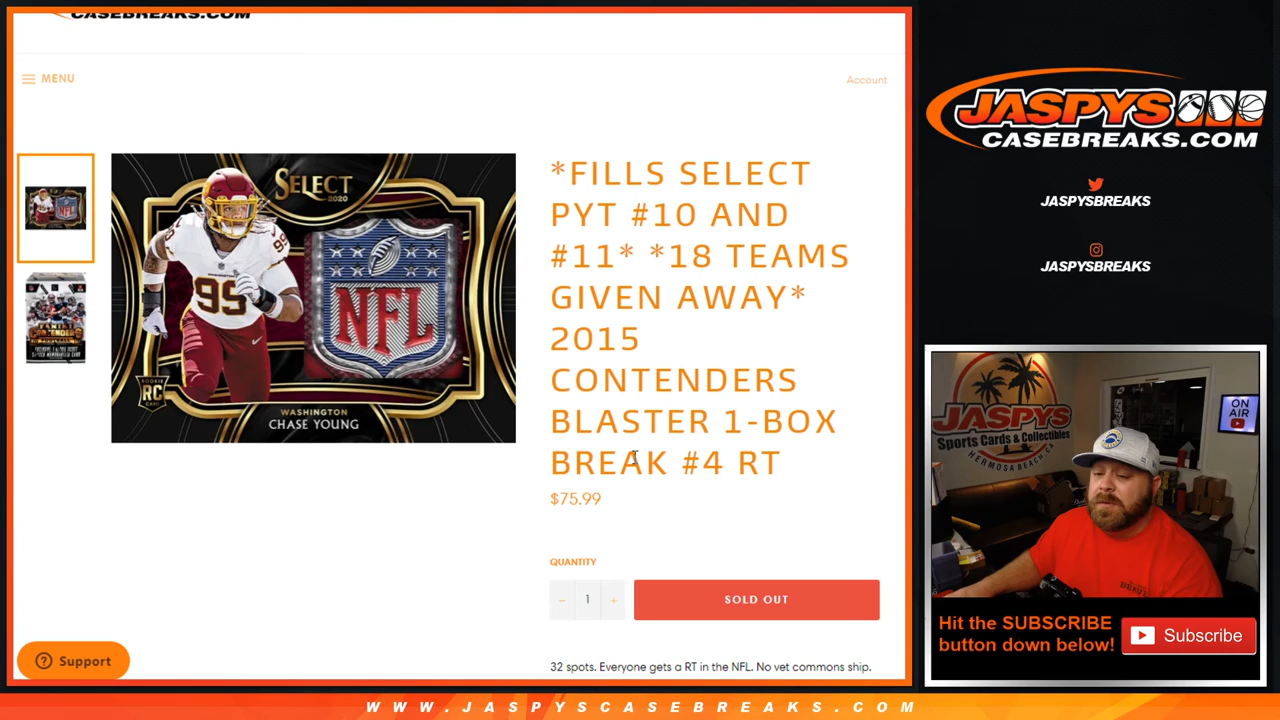 CASEBREAKS.COM
MENU
Account
SELECT
2020
99
NFL
RC
ROOKIE
CARD
WASHINGTON
CHASE YOUNG
*FILLS SELECT
PYT #10 AND
#11* *18 TEAMS
GIVEN AWAY*
2015
CONTENDERS
BLASTER 1-BOX
BREAK #4 RT
$75.99
QUANTITY
− 1 +
SOLD OUT
32 spots. Everyone gets a RT in the NFL. No vet commons ship.
Support
JASPYS
CASEBREAKS.COM
JASPYSBREAKS
JASPYSBREAKS
JASPYS
Sports Cards & Collectibles
HERMOSA BEACH, CA
ON
AIR
Hit the SUBSCRIBE
button down below!
Subscribe
WWW.JASPYSCASEBREAKS.COM